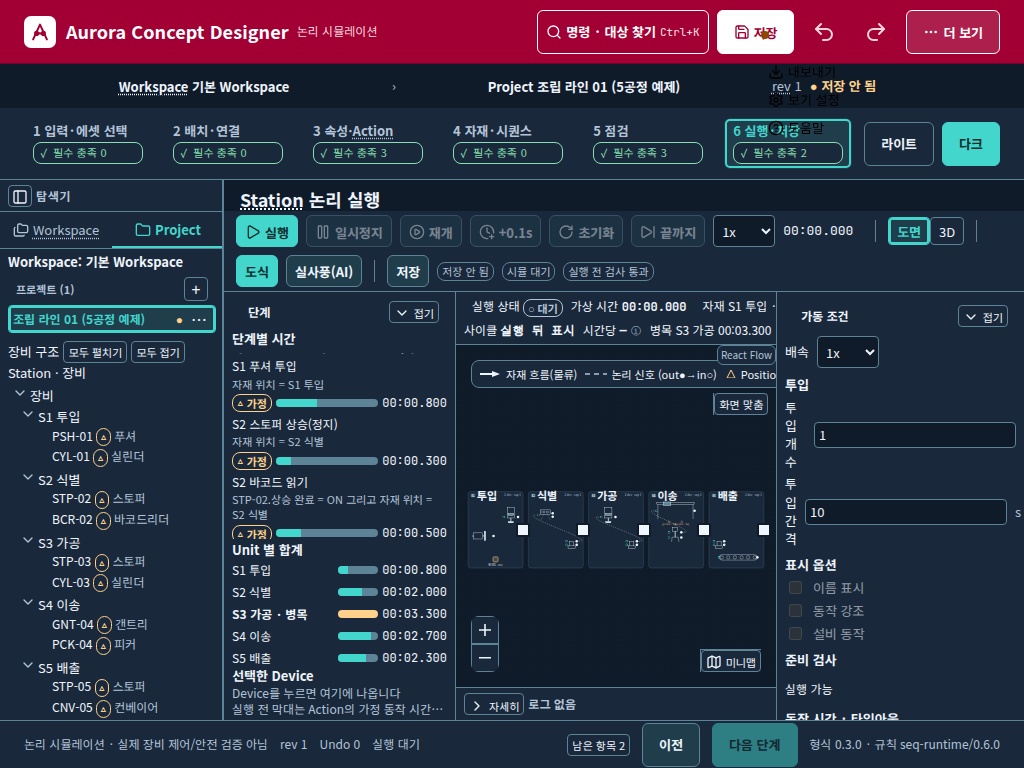 Aurora Concept Designer 논리 시뮬레이션
명령 · 대상 찾기 Ctrl+K
저장
더 보기
Workspace 기본 Workspace
›
Project 조립 라인 01 (5공정 예제)
rev 1 ● 저장 안 됨
내보내기
보기 설정
도움말
1 입력·에셋 선택
✓ 필수 충족 0
2 배치·연결
✓ 필수 충족 0
3 속성·Action
✓ 필수 충족 3
4 자재·시퀀스
✓ 필수 충족 0
5 점검
✓ 필수 충족 3
✓ 필수 충족 2
라이트
다크
탐색기
Workspace
Project
Workspace: 기본 Workspace
프로젝트 (1)
+
조립 라인 01 (5공정 예제) ● ···
장비 구조 모두 펼치기 모두 접기
Station · 장비
장비
S1 투입
PSH-01 푸셔
CYL-01 실린더
S2 식별
STP-02 스토퍼
BCR-02 바코드리더
S3 가공
STP-03 스토퍼
CYL-03 실린더
S4 이송
GNT-04 갠트리
PCK-04 피커
S5 배출
STP-05 스토퍼
CNV-05 컨베이어
Station 논리 실행
실행
일시정지
재개
+0.1s
초기화
끝까지
1x
00:00.000
도면
3D
도식
실사풍(AI)
저장
저장 안 됨
시뮬 대기
실행 전 검사 통과
단계
접기
단계별 시간
S1 푸셔 투입
자재 위치 = S1 투입
가정 00:00.800
S2 스토퍼 상승(정지)
자재 위치 = S2 식별
가정 00:00.300
S2 바코드 읽기
STP-02.상승 완료 = ON 그리고 자재 위치 =
S2 식별
가정 00:00.500
Unit 별 합계
S1 투입 00:00.800
S2 식별 00:02.000
S3 가공 · 병목 00:03.300
S4 이송 00:02.700
S5 배출 00:02.300
선택한 Device
Device를 누르면 여기에 나옵니다
실행 전 막대는 Action의 가정 동작 시간…
실행 상태 ○ 대기 가상 시간 00:00.000 자재 S1 투입 ·
사이클 실행 뒤 표시 시간당 – ⓘ 병목 S3 가공 00:03.300
React Flow
자재 흐름(물류) 논리 신호 (out●→in○) △ Positio
화면 맞춤
투입
식별
가공
이송
배출
+
−
미니맵
자세히
로그 없음
가동 조건
접기
배속 1x
투입
투입 개수 1
투입 간격 10 s
표시 옵션
이름 표시
동작 강조
설비 동작
준비 검사
실행 가능
동작 시간 · 타임아웃
논리 시뮬레이션 · 실제 장비 제어/안전 검증 아님 rev 1 Undo 0 실행 대기
남은 항목 2
이전
다음 단계
형식 0.3.0 · 규칙 seq-runtime/0.6.0